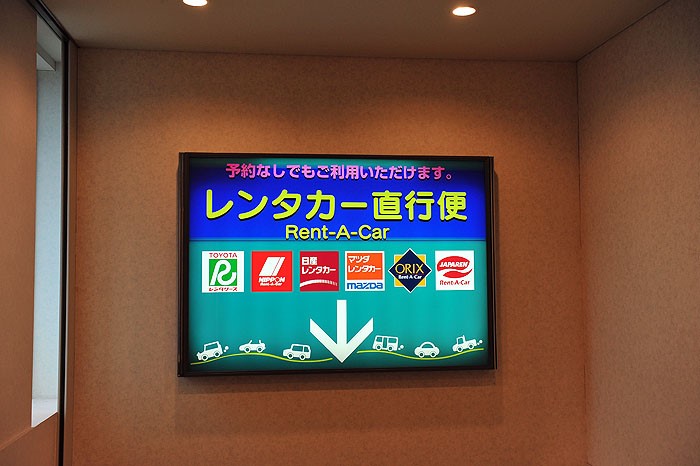 予約なしでもご利用いただけます。
レンタカー直行便
Rent-A-Car
TOYOTA
R
レンタリース
NIPPON
Rent-A-Car
日産
レンタカー
マツダ
レンタカー
mazda
ORIX
Rent-A-Car
JAPAREN
Rent-A-Car